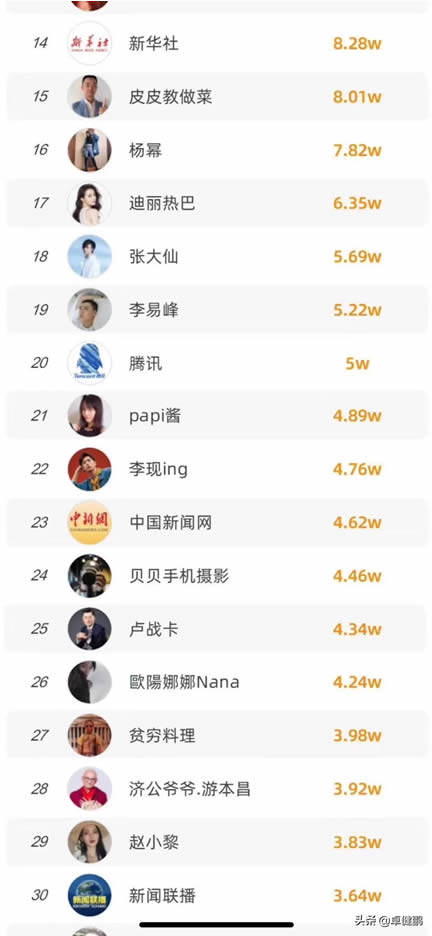 14 新华社 8.28w
15 皮皮教做菜 8.01w
16 杨幂 7.82w
17 迪丽热巴 6.35w
18 张大仙 5.69w
19 李易峰 5.22w
20 腾讯 5w
21 papi酱 4.89w
22 李现ing 4.76w
23 中国新闻网 4.62w
24 贝贝手机摄影 4.46w
25 卢战卡 4.34w
26 歐陽娜娜Nana 4.24w
27 贫穷料理 3.98w
28 济公爷爷.游本昌 3.92w
29 赵小黎 3.83w
30 新闻联播 3.64w
头条 @卓健鹏